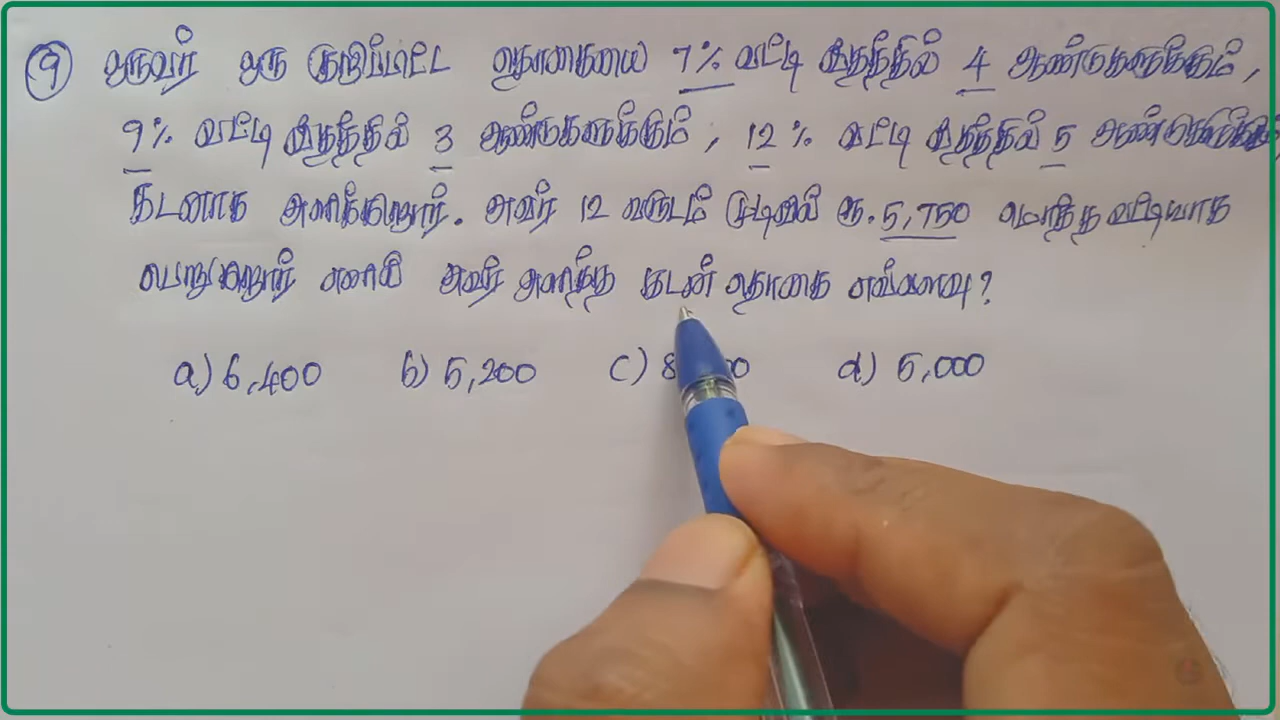 9 ஒருவர் ஒரு குறிப்பிட்ட தொகையை 7% வட்டி வீதத்தில் 4 ஆண்டுகளுக்கும்,
9% வட்டி வீதத்தில் 3 ஆண்டுகளுக்கும், 12% வட்டி வீதத்தில் 5 ஆண்டுகளுக்கும்
கடனாக அளிக்கிறார். அவர் 12 வருடம் முடிவில் ரூ.5,750 மொத்த வட்டியாக
பெறுகிறார் எனில் அவர் அளித்த கடன் தொகை எவ்வளவு?
a) 6,400 b) 5,200 c) d) 5,000